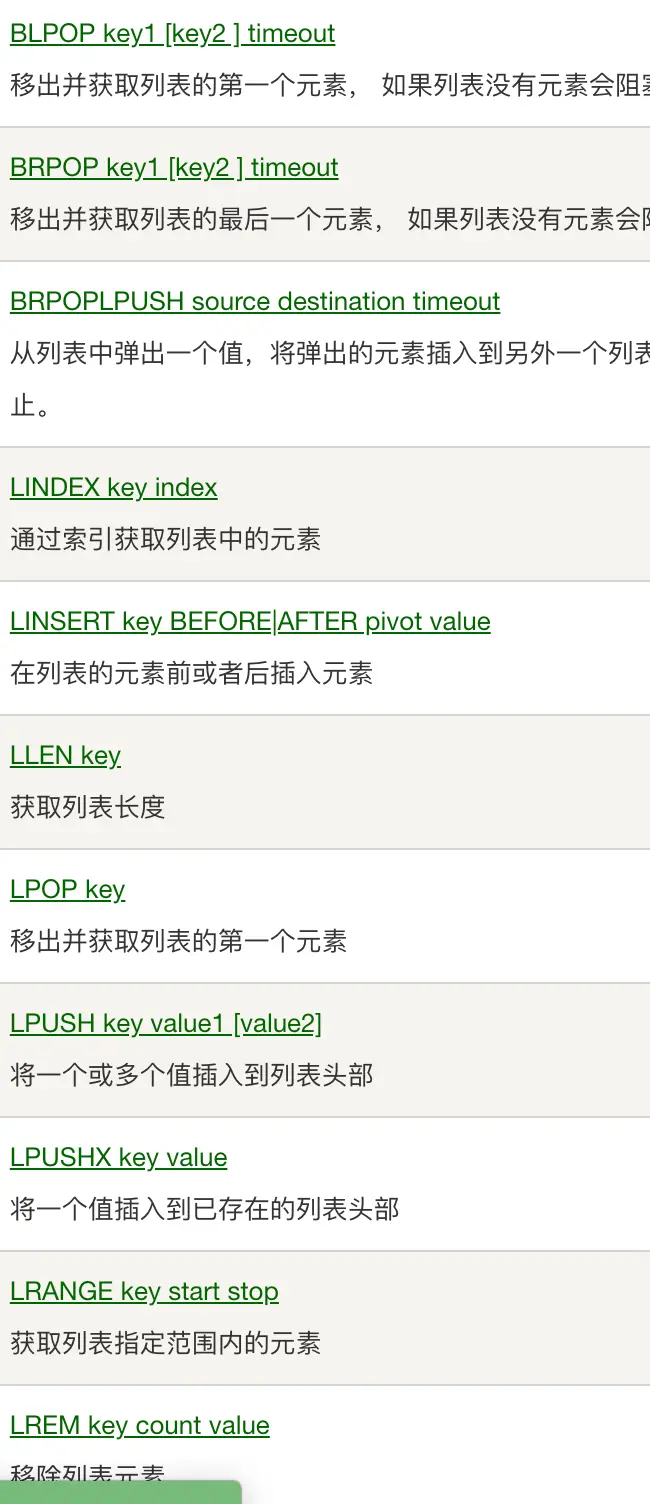 BLPOP key1 [key2 ] timeout
移出并获取列表的第一个元素， 如果列表没有元素会阻塞
BRPOP key1 [key2 ] timeout
移出并获取列表的最后一个元素， 如果列表没有元素会阻
BRPOPLPUSH source destination timeout
从列表中弹出一个值，将弹出的元素插入到另外一个列表
止。
LINDEX key index
通过索引获取列表中的元素
LINSERT key BEFORE|AFTER pivot value
在列表的元素前或者后插入元素
LLEN key
获取列表长度
LPOP key
移出并获取列表的第一个元素
LPUSH key value1 [value2]
将一个或多个值插入到列表头部
LPUSHX key value
将一个值插入到已存在的列表头部
LRANGE key start stop
获取列表指定范围内的元素
LREM key count value
移除列表元素